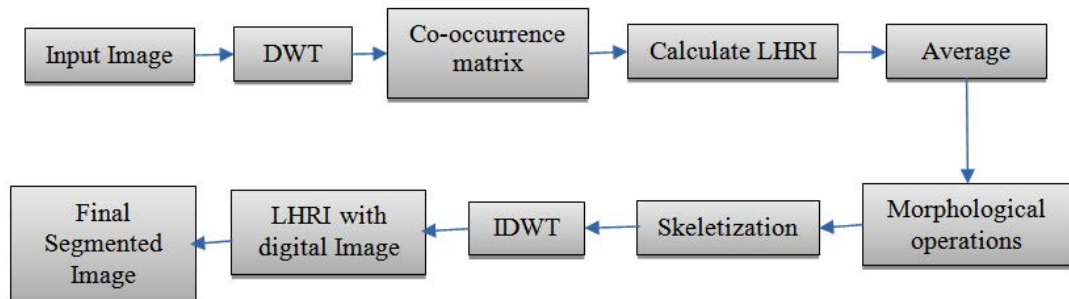 Input Image
DWT
Co-occurrence
matrix
Calculate LHRI
Average
Morphological
operations
Skeletization
IDWT
LHRI with
digital Image
Final
Segmented
Image